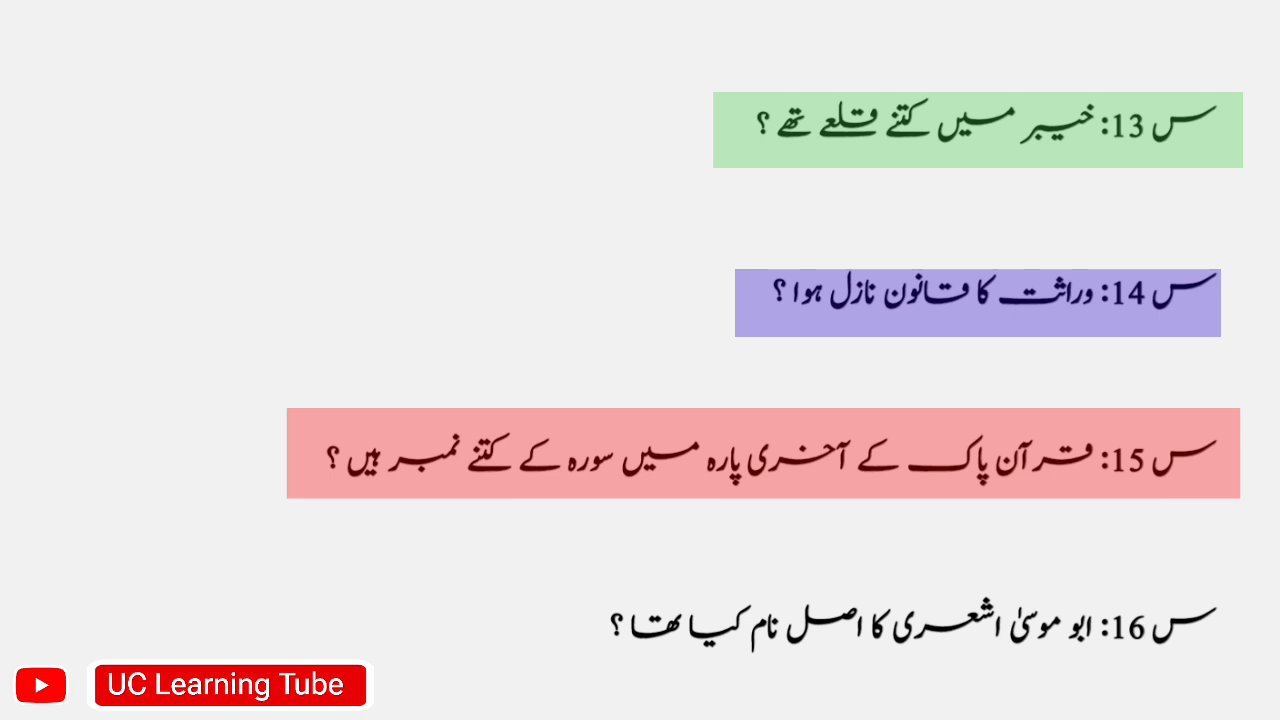 س 13: خیبر میں کتنے قلعے تھے ؟
س 14: وراثت کا قانون نازل ہوا ؟
س 15: قرآن پاک کے آخری پارہ میں سورہ کے کتنے نمبر ہیں ؟
س 16: ابو موسیٰ اشعری کا اصل نام کیا تھا ؟
UC Learning Tube